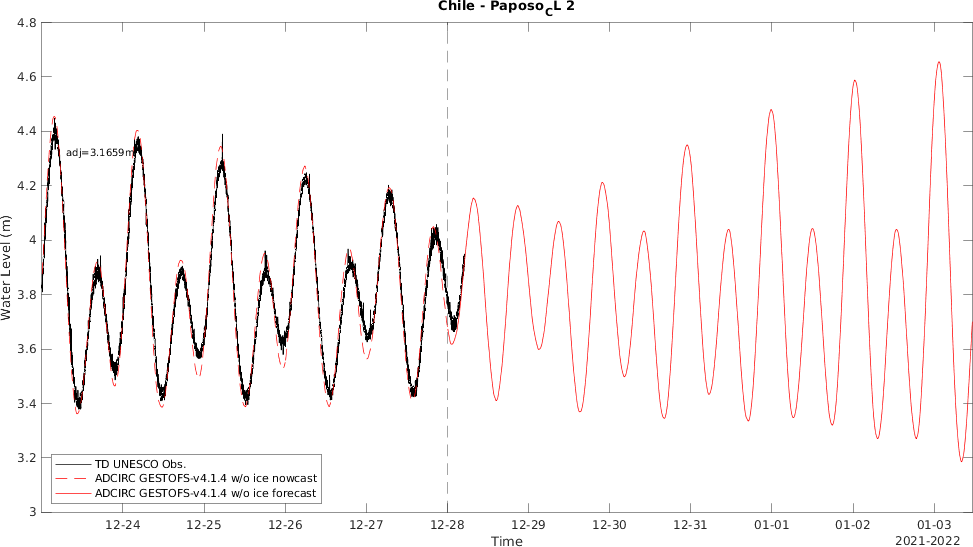 Chile - Paposo_CL 2
4.8
4.6
4.4
4.2
4
3.8
3.6
3.4
3.2
3
Water Level (m)
adj=3.1659m
TD UNESCO Obs.
ADCIRC GESTOFS-v4.1.4 w/o ice nowcast
ADCIRC GESTOFS-v4.1.4 w/o ice forecast
12-24 12-25 12-26 12-27 12-28 12-29 12-30 12-31 01-01 01-02 01-03
Time
2021-2022